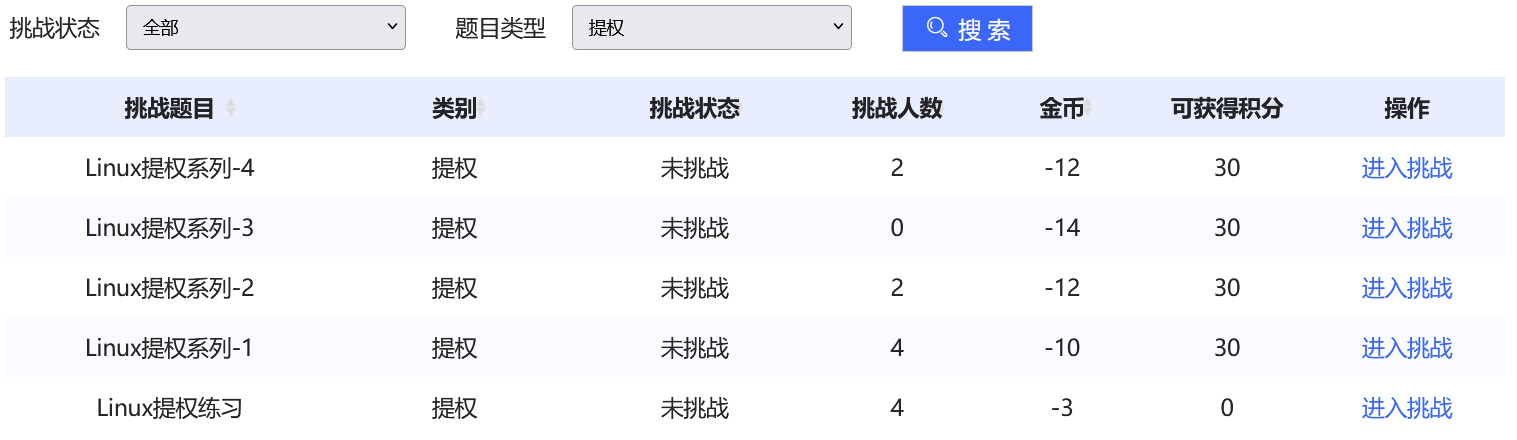 挑战状态 全部 题目类型 提权 搜 索
挑战题目 类别 挑战状态 挑战人数 金币 可获得积分 操作
Linux提权系列-4 提权 未挑战 2 -12 30 进入挑战
Linux提权系列-3 提权 未挑战 0 -14 30 进入挑战
Linux提权系列-2 提权 未挑战 2 -12 30 进入挑战
Linux提权系列-1 提权 未挑战 4 -10 30 进入挑战
Linux提权练习 提权 未挑战 4 -3 0 进入挑战